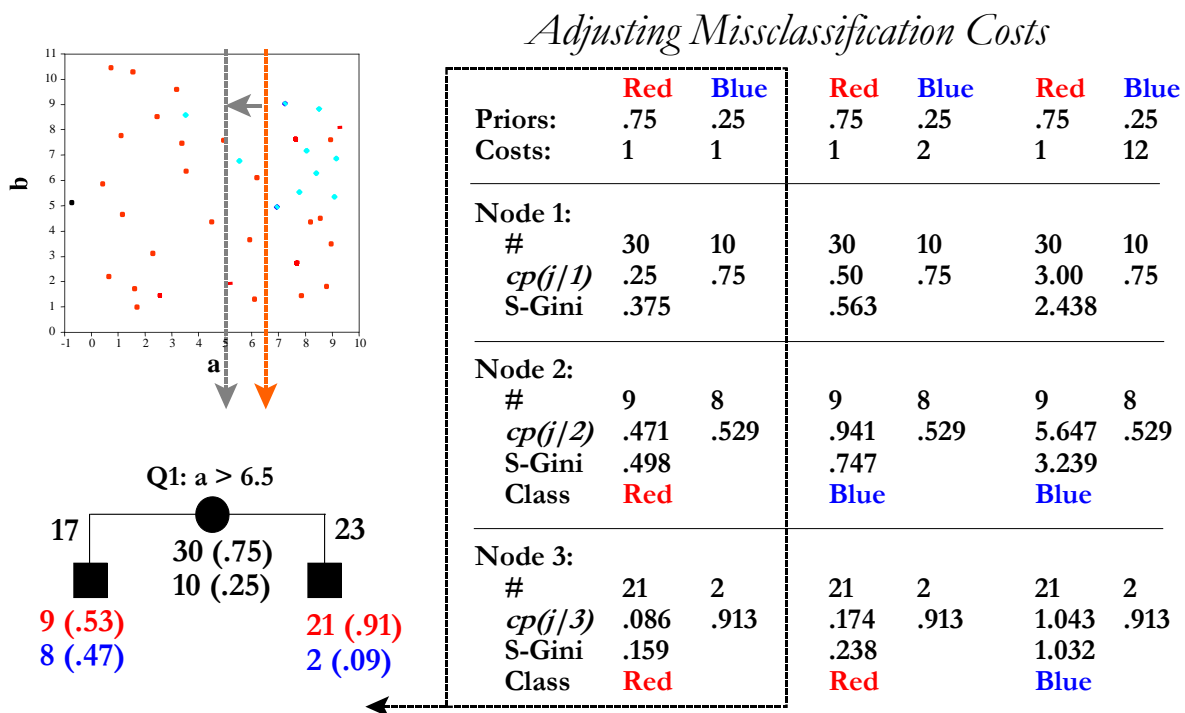 Adjusting Missclassification Costs
11
10
9
8
7
6
5
4
3
2
1
0
b
-1 0 1 2 3 4 5 6 7 8 9 10
a
Q1: a > 6.5
17 23
30 (.75)
10 (.25)
9 (.53) 21 (.91)
8 (.47) 2 (.09)
Red Blue Red Blue Red Blue
Priors: .75 .25 .75 .25 .75 .25
Costs: 1 1 1 2 1 12
Node 1:
# 30 10 30 10 30 10
cp(j/1) .25 .75 .50 .75 3.00 .75
S-Gini .375 .563 2.438
Node 2:
# 9 8 9 8 9 8
cp(j/2) .471 .529 .941 .529 5.647 .529
S-Gini .498 .747 3.239
Class Red Blue Blue
Node 3:
# 21 2 21 2 21 2
cp(j/3) .086 .913 .174 .913 1.043 .913
S-Gini .159 .238 1.032
Class Red Red Blue